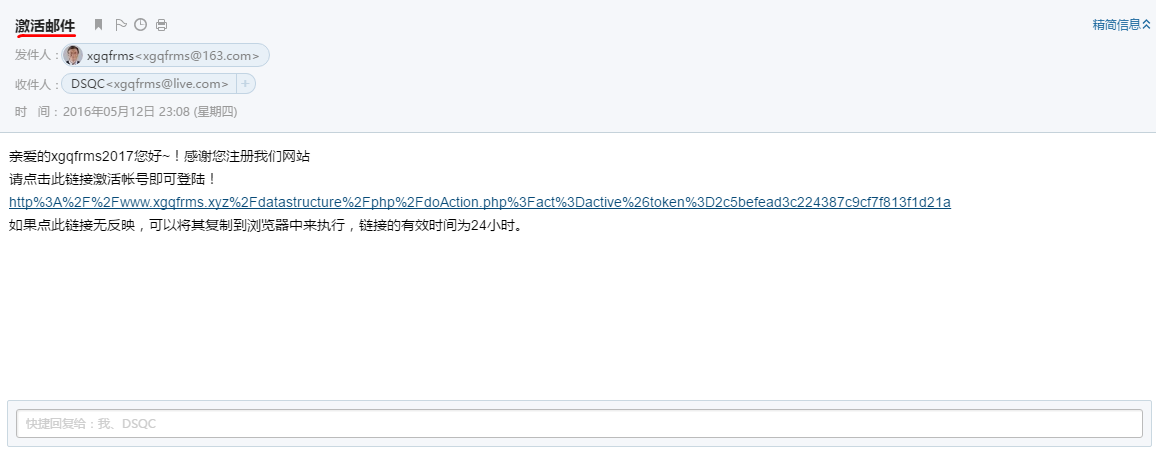 激活邮件
精简信息
发件人：xgqfrms<xgqfrms@163.com>
收件人：DSQC<xgqfrms@live.com> +
时 间：2016年05月12日 23:08 (星期四)
亲爱的xgqfrms2017您好~！感谢您注册我们网站
请点击此链接激活帐号即可登陆！
http%3A%2F%2Fwww.xgqfrms.xyz%2Fdatastructure%2Fphp%2FdoAction.php%3Fact%3Dactive%26token%3D2c5befead3c224387c9cf7f813f1d21a
如果点此链接无反映，可以将其复制到浏览器中来执行，链接的有效时间为24小时。
快捷回复给：我、DSQC